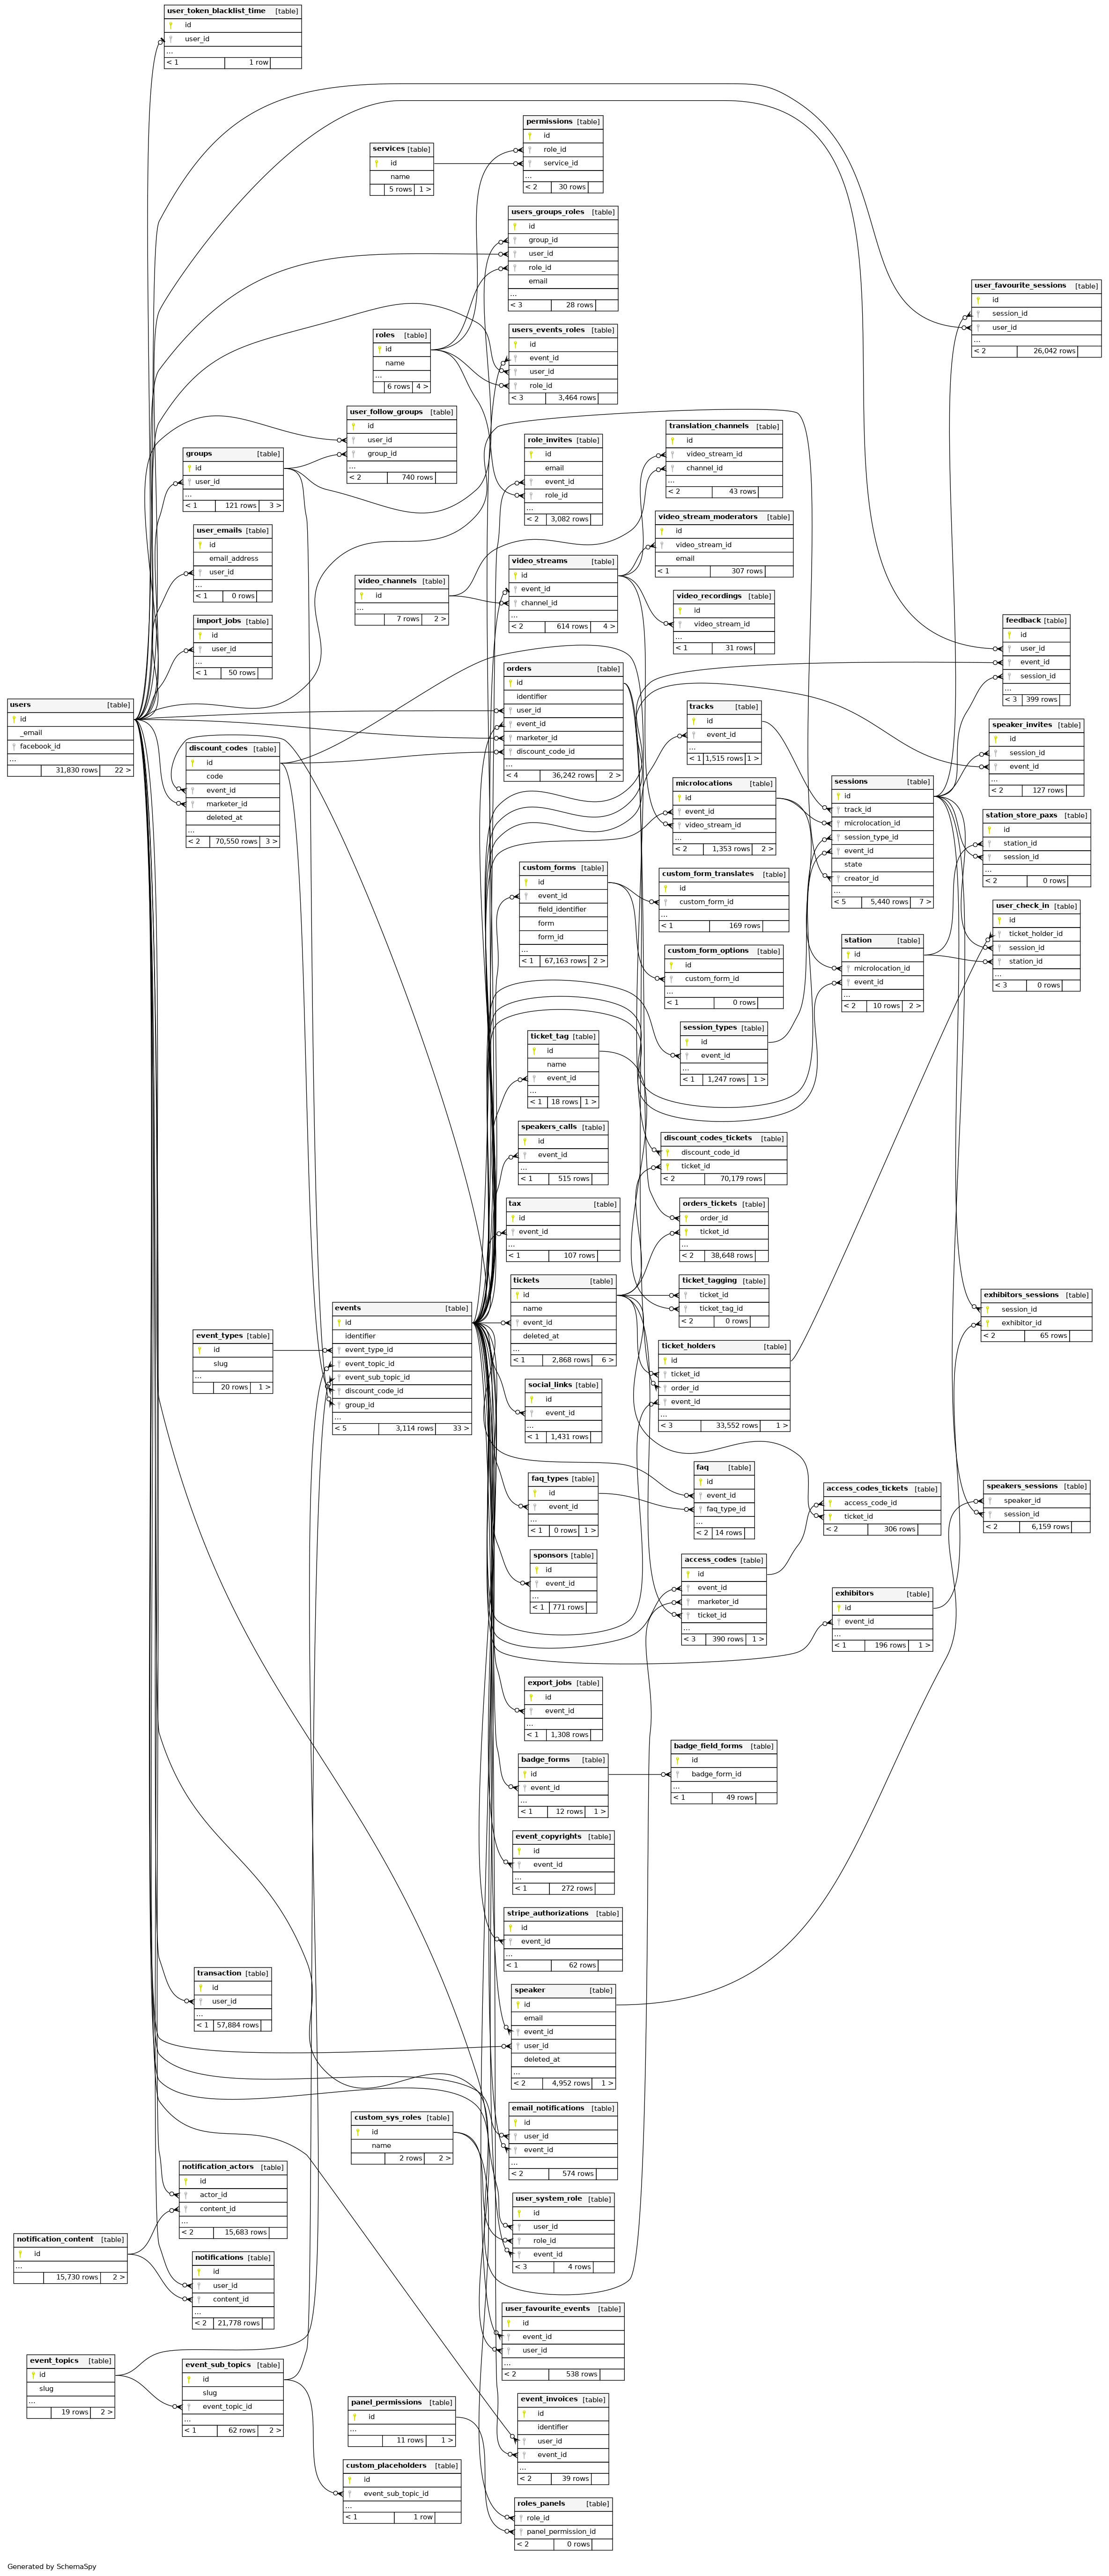 user_token_blacklist_time [table]
id
user_id
...
< 1 1 row
permissions [table]
id
role_id
service_id
...
< 2 30 rows
services [table]
id
name
5 rows 1 >
users_groups_roles [table]
id
group_id
user_id
role_id
email
...
< 3 28 rows
user_favourite_sessions [table]
id
session_id
user_id
...
< 2 26,042 rows
users_events_roles [table]
id
event_id
user_id
role_id
< 3 3,464 rows
roles [table]
id
name
...
6 rows 4 >
user_follow_groups [table]
id
user_id
group_id
...
< 2 740 rows
translation_channels [table]
id
video_stream_id
channel_id
...
< 2 43 rows
role_invites [table]
id
email
event_id
role_id
...
< 2 3,082 rows
groups [table]
id
user_id
...
< 1 121 rows 3 >
video_stream_moderators [table]
id
video_stream_id
email
< 1 307 rows
user_emails [table]
id
email_address
user_id
...
< 1 0 rows
video_streams [table]
id
event_id
channel_id
...
< 2 614 rows 4 >
video_channels [table]
id
...
7 rows 2 >
video_recordings [table]
id
video_stream_id
...
< 1 31 rows
import_jobs [table]
id
user_id
...
< 1 50 rows
feedback [table]
id
user_id
event_id
session_id
...
< 3 399 rows
orders [table]
id
identifier
user_id
event_id
marketer_id
discount_code_id
...
< 4 36,242 rows 2 >
users [table]
id
_email
facebook_id
...
31,830 rows 22 >
tracks [table]
id
event_id
...
< 1 1,515 rows 1 >
speaker_invites [table]
id
session_id
event_id
...
< 2 127 rows
discount_codes [table]
id
code
event_id
marketer_id
deleted_at
...
< 2 70,550 rows 3 >
microlocations [table]
id
event_id
video_stream_id
...
< 2 1,353 rows 2 >
sessions [table]
id
track_id
microlocation_id
session_type_id
event_id
state
creator_id
...
< 5 5,440 rows 7 >
station_store_paxs [table]
id
station_id
session_id
...
< 2 0 rows
custom_forms [table]
id
event_id
field_identifier
form
form_id
...
< 1 67,163 rows 2 >
custom_form_translates [table]
id
custom_form_id
...
< 1 169 rows
user_check_in [table]
id
ticket_holder_id
session_id
station_id
...
< 3 0 rows
station [table]
id
microlocation_id
event_id
...
< 2 10 rows 2 >
custom_form_options [table]
id
custom_form_id
...
< 1 0 rows
session_types [table]
id
event_id
...
< 1 1,247 rows 1 >
ticket_tag [table]
id
name
event_id
...
< 1 18 rows 1 >
speakers_calls [table]
id
event_id
...
< 1 515 rows
discount_codes_tickets [table]
discount_code_id
ticket_id
< 2 70,179 rows
tax [table]
id
event_id
...
< 1 107 rows
orders_tickets [table]
order_id
ticket_id
...
< 2 38,648 rows
tickets [table]
id
name
event_id
deleted_at
...
< 1 2,868 rows 6 >
ticket_tagging [table]
ticket_id
ticket_tag_id
< 2 0 rows
exhibitors_sessions [table]
session_id
exhibitor_id
< 2 65 rows
events [table]
id
identifier
event_type_id
event_topic_id
event_sub_topic_id
discount_code_id
group_id
...
< 5 3,114 rows 33 >
event_types [table]
id
slug
...
20 rows 1 >
ticket_holders [table]
id
ticket_id
order_id
event_id
...
< 3 33,552 rows 1 >
social_links [table]
id
event_id
...
< 1 1,431 rows
faq [table]
id
event_id
faq_type_id
...
< 2 14 rows
faq_types [table]
id
event_id
...
< 1 0 rows 1 >
access_codes_tickets [table]
access_code_id
ticket_id
< 2 306 rows
speakers_sessions [table]
speaker_id
session_id
< 2 6,159 rows
sponsors [table]
id
event_id
...
< 1 771 rows
access_codes [table]
id
event_id
marketer_id
ticket_id
...
< 3 390 rows 1 >
exhibitors [table]
id
event_id
...
< 1 196 rows 1 >
export_jobs [table]
id
event_id
...
< 1 1,308 rows
badge_forms [table]
id
event_id
...
< 1 12 rows 1 >
badge_field_forms [table]
id
badge_form_id
...
< 1 49 rows
event_copyrights [table]
id
event_id
...
< 1 272 rows
stripe_authorizations [table]
id
event_id
...
< 1 62 rows
transaction [table]
id
user_id
...
< 1 57,884 rows
speaker [table]
id
email
event_id
user_id
deleted_at
...
< 2 4,952 rows 1 >
email_notifications [table]
id
user_id
event_id
...
< 2 574 rows
custom_sys_roles [table]
id
name
2 rows 2 >
notification_actors [table]
id
actor_id
content_id
...
< 2 15,683 rows
user_system_role [table]
id
user_id
role_id
event_id
< 3 4 rows
notification_content [table]
id
...
15,730 rows 2 >
notifications [table]
id
user_id
content_id
...
< 2 21,778 rows
user_favourite_events [table]
id
event_id
user_id
...
< 2 538 rows
event_topics [table]
id
slug
...
19 rows 2 >
event_sub_topics [table]
id
slug
event_topic_id
...
< 1 62 rows 2 >
event_invoices [table]
id
identifier
user_id
event_id
...
< 2 39 rows
panel_permissions [table]
id
...
11 rows 1 >
custom_placeholders [table]
id
event_sub_topic_id
...
< 1 1 row
roles_panels [table]
role_id
panel_permission_id
< 2 0 rows
Generated by SchemaSpy